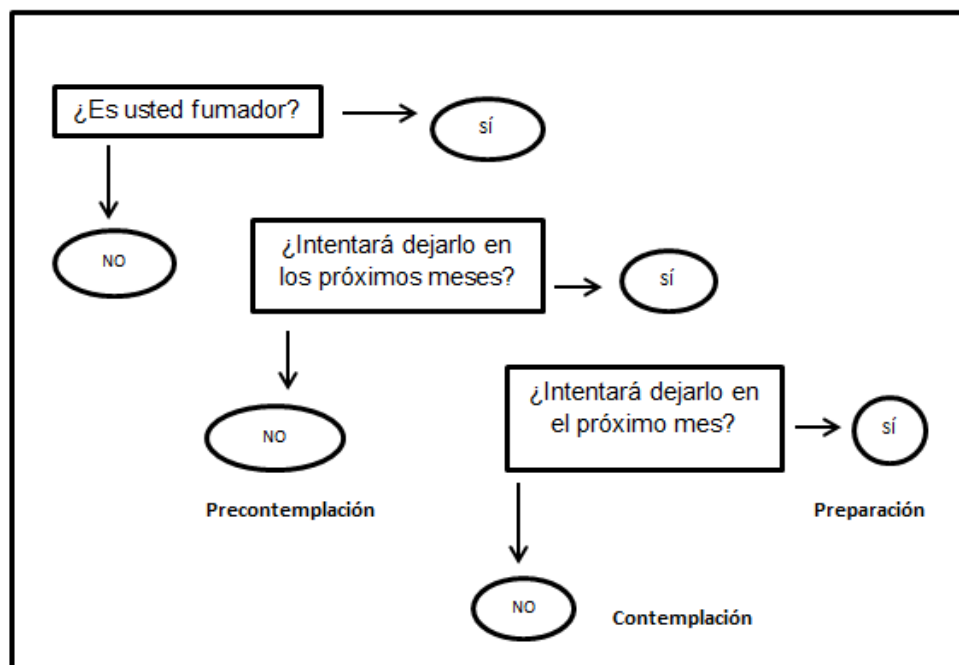 ¿Es usted fumador?
SÍ
NO
¿Intentará dejarlo en
los próximos meses?
SÍ
NO
Precontemplación
¿Intentará dejarlo en
el próximo mes?
SÍ
Preparación
NO
Contemplación